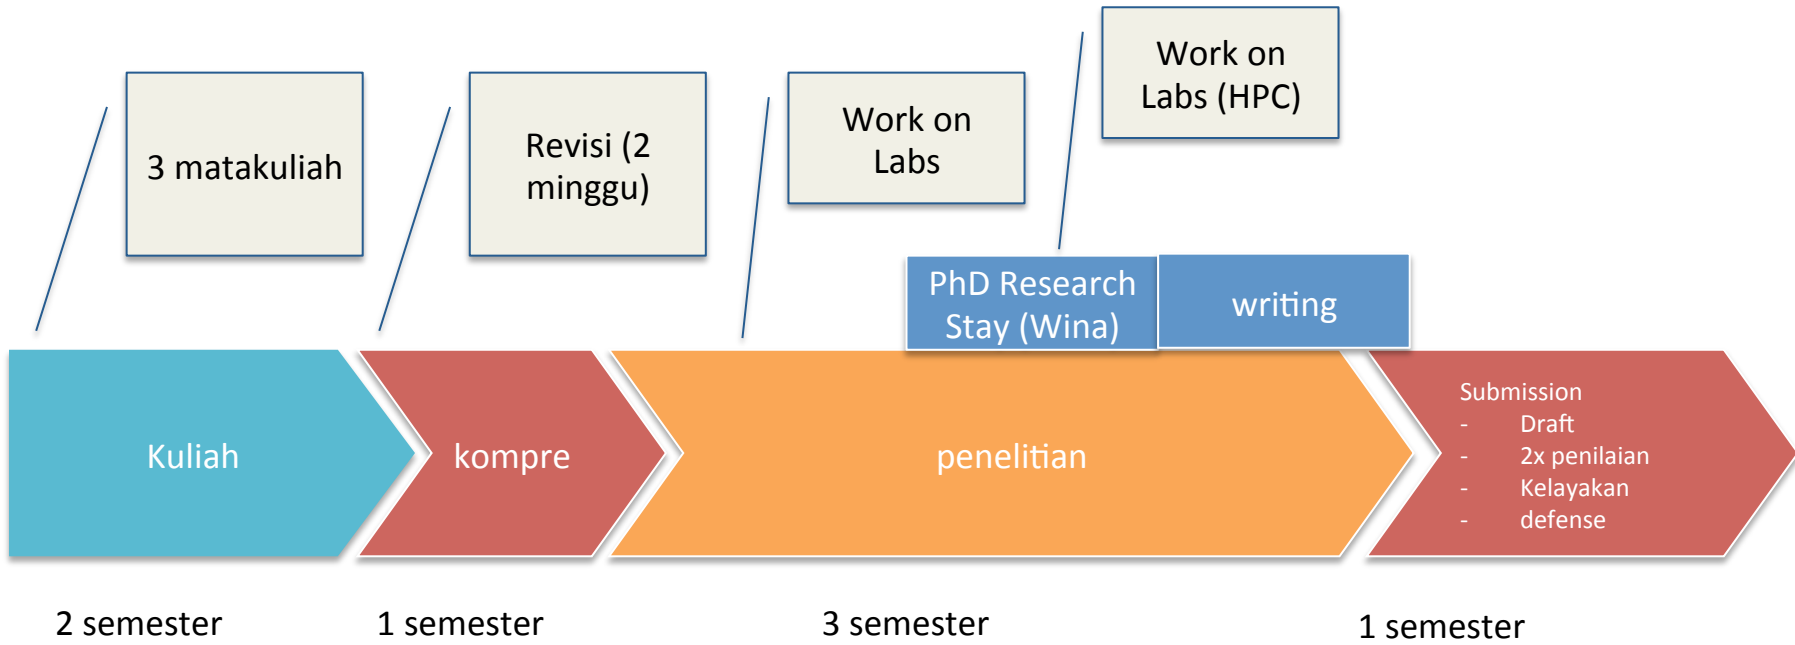 3 matakuliah
Revisi (2
minggu)
Work on
Labs
Work on
Labs (HPC)
PhD Research
Stay (Wina)
writing
Kuliah
kompre
penelitian
Submission
- Draft
- 2x penilaian
- Kelayakan
- defense
2 semester
1 semester
3 semester
1 semester